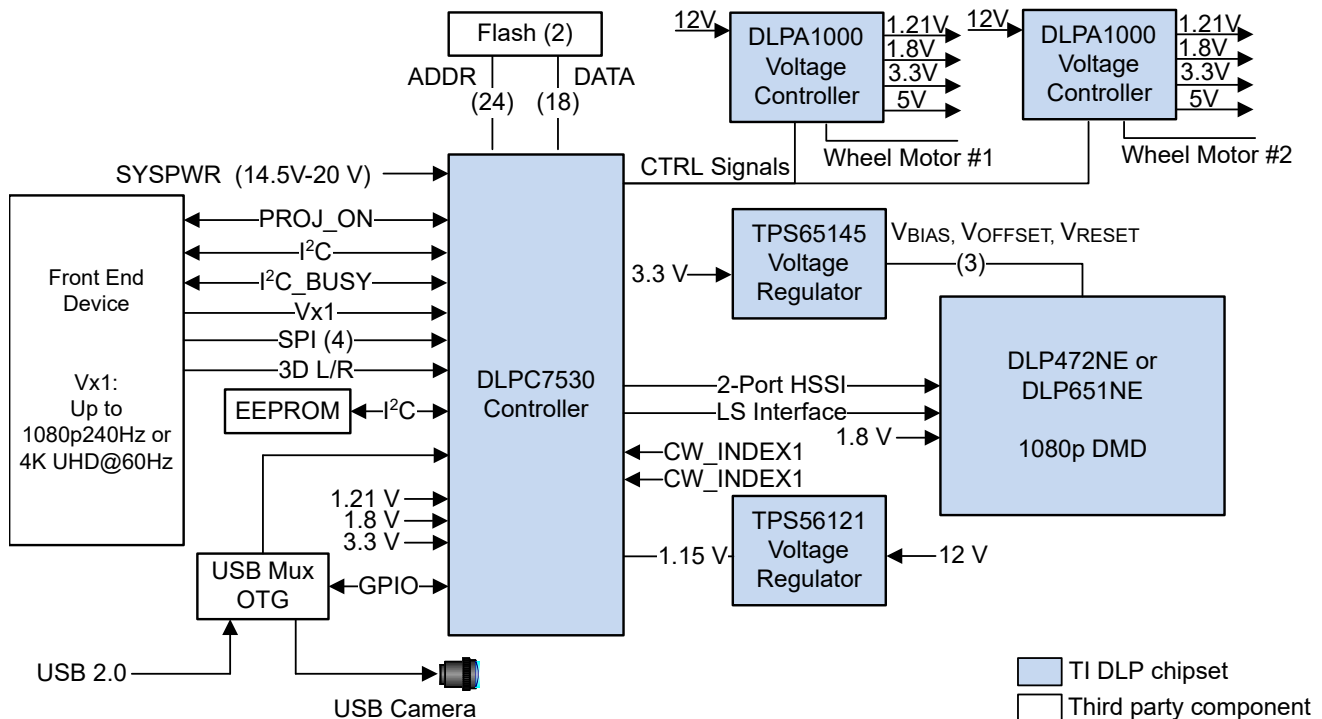 Flash (2)
ADDR
(24)
DATA
(18)
12V
DLPA1000
Voltage
Controller
1.21V
1.8V
3.3V
5V
Wheel Motor #1
12V
DLPA1000
Voltage
Controller
1.21V
1.8V
3.3V
5V
Wheel Motor #2
CTRL Signals
SYSPWR (14.5V-20 V)
PROJ_ON
I²C
I²C_BUSY
Vx1
SPI (4)
3D L/R
Front End
Device
Vx1:
Up to
1080p240Hz or
4K UHD@60Hz
EEPROM
I²C
DLPC7530
Controller
1.21 V
1.8 V
3.3 V
USB Mux
OTG
GPIO
USB 2.0
USB Camera
3.3 V
TPS65145
Voltage
Regulator
VBIAS, VOFFSET, VRESET
(3)
2-Port HSSI
LS Interface
1.8 V
DLP472NE or
DLP651NE
1080p DMD
CW_INDEX1
CW_INDEX1
1.15 V
TPS56121
Voltage
Regulator
12 V
TI DLP chipset
Third party component